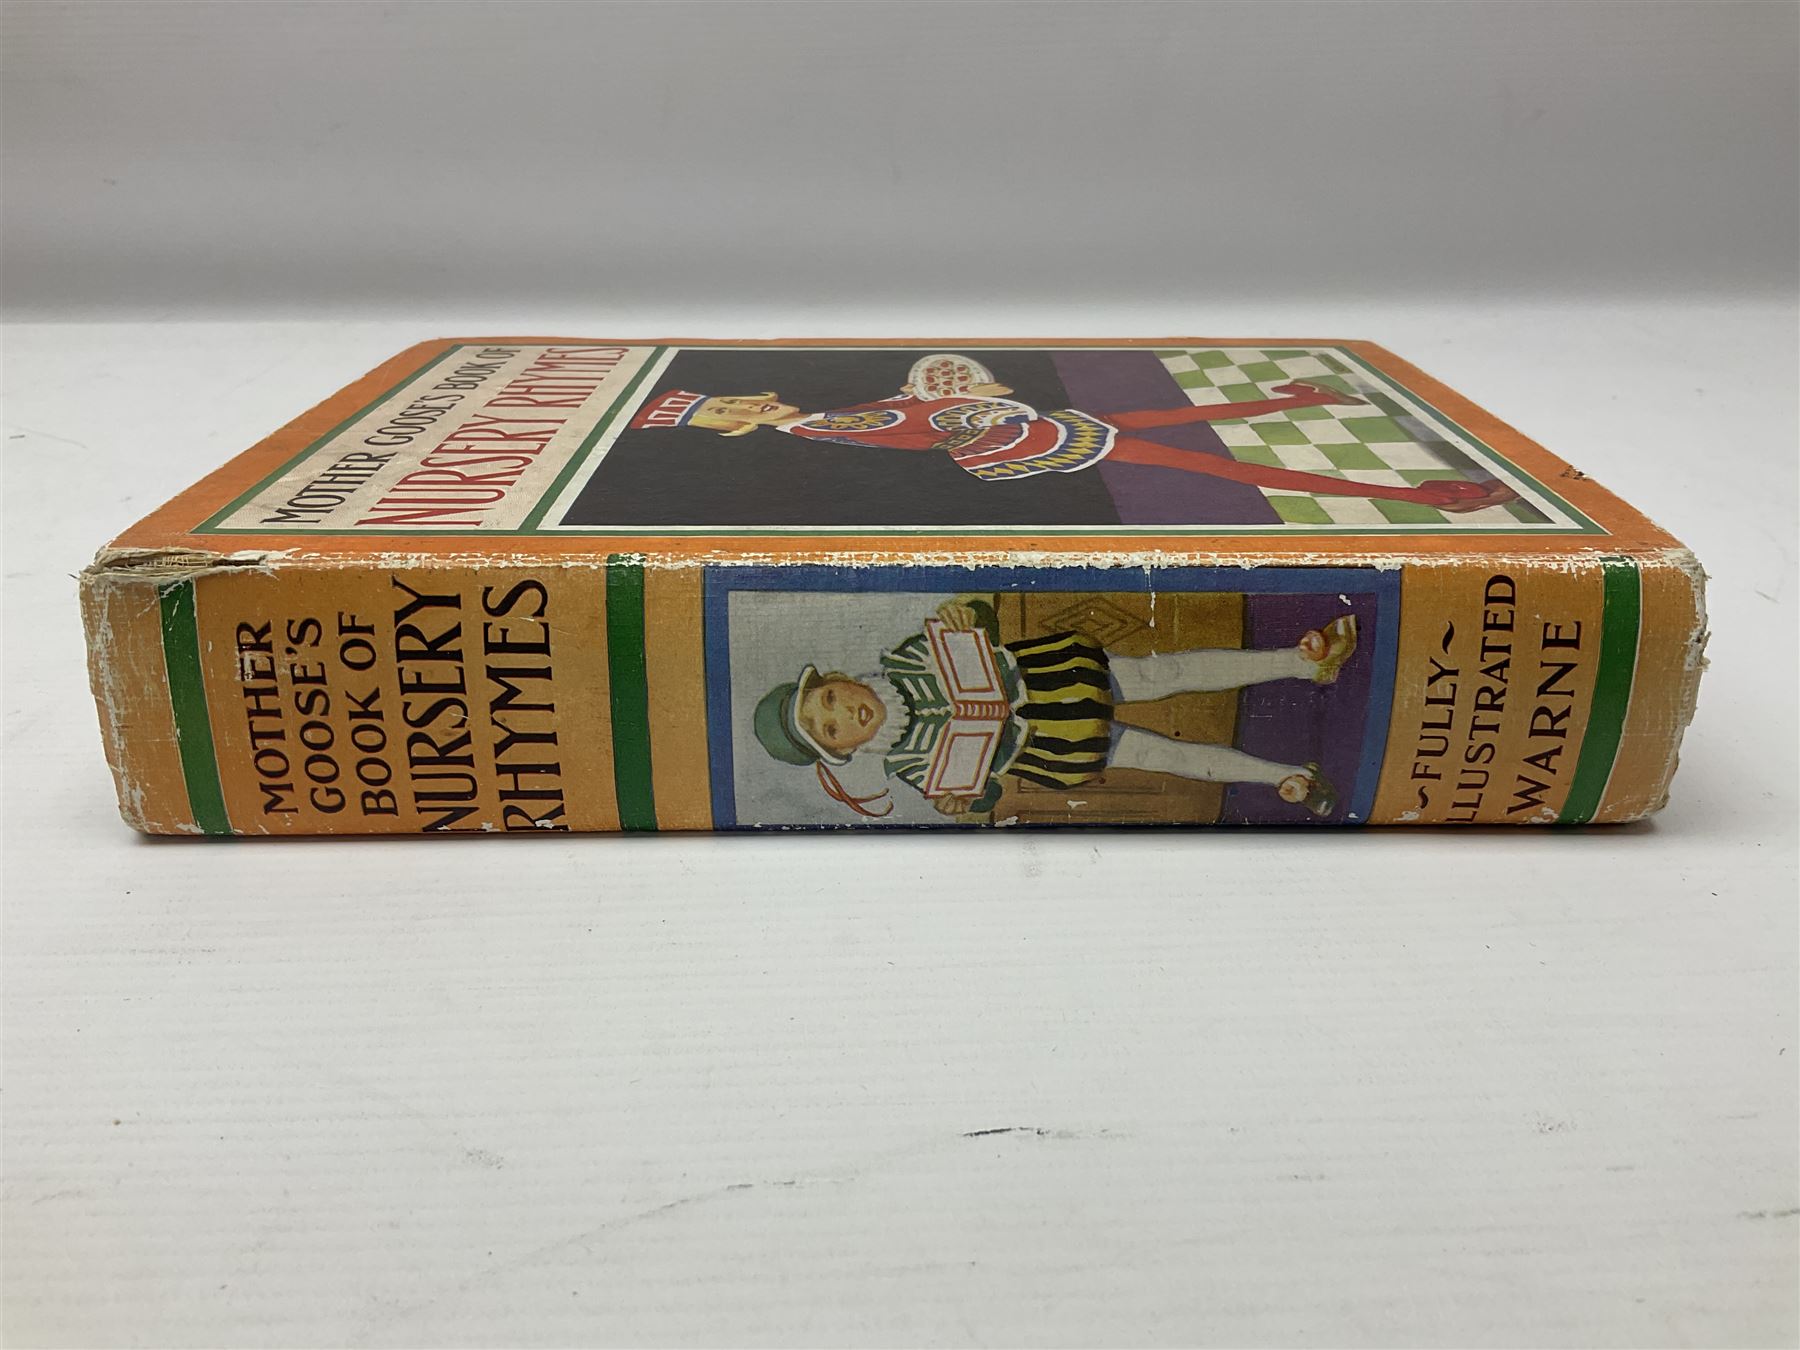 MOTHER GOOSE'S BOOK OF
NURSERY RHYMES
MOTHER
GOOSE'S
BOOK OF
NURSERY
RHYMES
~FULLY~
ILLUSTRATED
WARNE